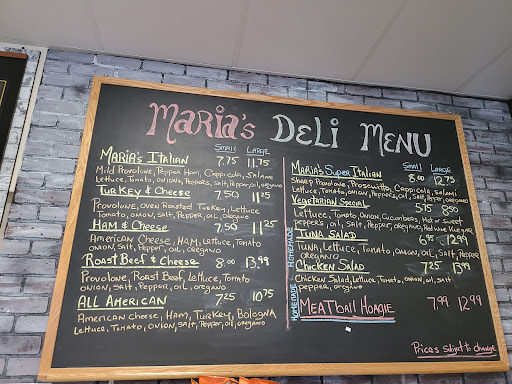 Maria's Deli Menu
Small Large
Maria's Italian 7.75 11.75
Mild Provolone, Pepper Ham, Cappicola, Salami
Lettuce, Tomato, onions, Peppers, Salt, Pepper, oil, oregano
Turkey & Cheese 7.50 11.25
Provolone, oven Roasted Turkey, Lettuce
Tomato, onion, Salt, Pepper, oil, oregano
Ham & Cheese 7.50 11.25
American Cheese, Ham, Lettuce, Tomato
onion, Salt, Pepper, oil, oregano
Roast Beef & Cheese 8.00 13.99
Provolone, Roast Beef, Lettuce, Tomato
onion, Salt, Pepper, oil, oregano
All American 7.25 10.75
American Cheese, Ham, Turkey, Bologna
Lettuce, Tomato, onion, Salt, Pepper, oil, oregano
Small Large
Maria's Super Italian 8.00 12.75
Sharp Provolone, Prosciutto, Cappicola, Salami
Lettuce, Tomato, onion, Peppers, oil, Salt, Pepper, oregano
Vegetarian Special 5.75 8.50
Lettuce, Tomato, Onion, Cucumbers, Hot or Sweet
peppers, oil, Salt, Pepper, oregano, Red Wine Vinegar
Homemade
Tuna Salad 6.95 12.99
Tuna, Lettuce, Tomato, onion, oil, Salt, Pepper
oregano
Chicken Salad 7.25 13.99
Chicken Salad, Lettuce, Tomato, onion, oil, salt
peppers, oregano
Homemade
Meatball Hoagie 7.99 12.99
Prices Subject to change